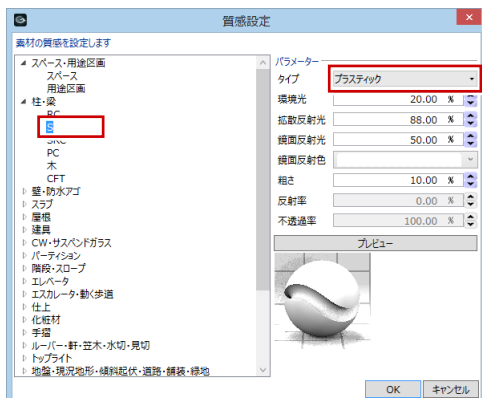 質感設定
素材の質感を設定します
スペース・用途区画
スペース
用途区画
柱・梁
RC
S
SRC
PC
木
CFT
壁・防水アゴ
スラブ
屋根
建具
CW・サスペンドガラス
パーティション
階段・スロープ
エレベータ
エスカレータ・動く歩道
仕上
化粧材
手摺
ルーバー・軒・笠木・水切・見切
トップライト
地盤・現況地形・傾斜起伏・道路・舗装・緑地
パラメーター
タイプ プラスティック
環境光 20.00 %
拡散反射光 88.00 %
鏡面反射光 50.00 %
鏡面反射色
粗さ 10.00 %
反射率 0.00 %
不透過率 100.00 %
プレビュー
OK キャンセル